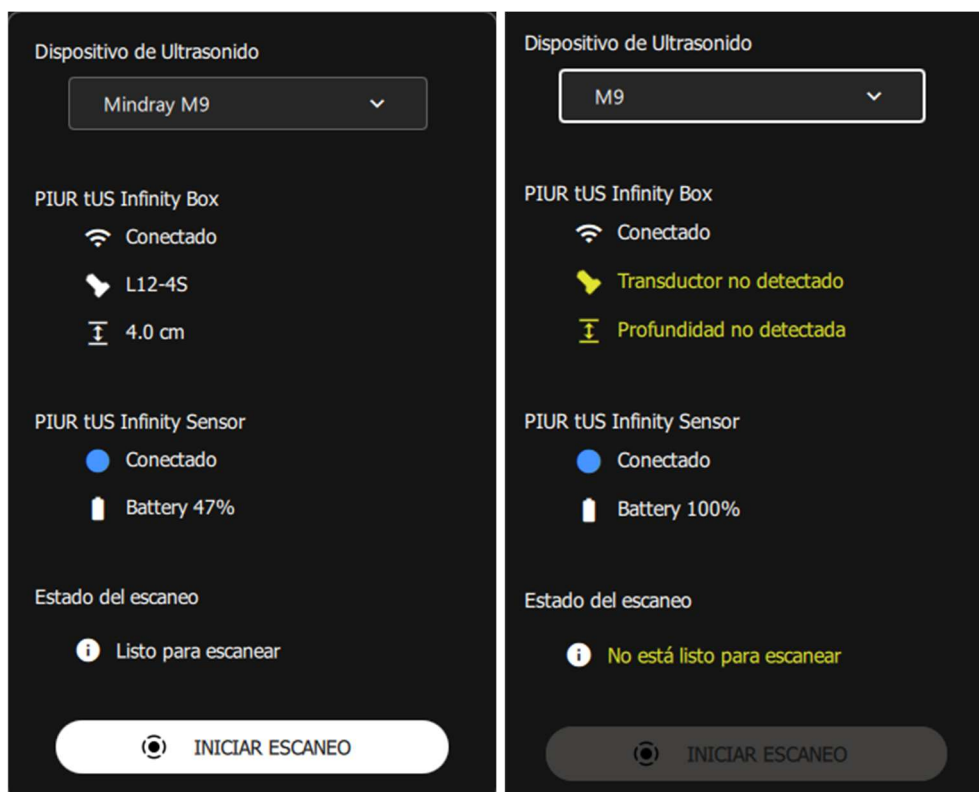 Dispositivo de Ultrasonido
Mindray M9
PIUR tUS Infinity Box
Conectado
L12-4S
4.0 cm
PIUR tUS Infinity Sensor
Conectado
Battery 47%
Estado del escaneo
Listo para escanear
INICIAR ESCANEO
Dispositivo de Ultrasonido
M9
PIUR tUS Infinity Box
Conectado
Transductor no detectado
Profundidad no detectada
PIUR tUS Infinity Sensor
Conectado
Battery 100%
Estado del escaneo
No está listo para escanear
INICIAR ESCANEO